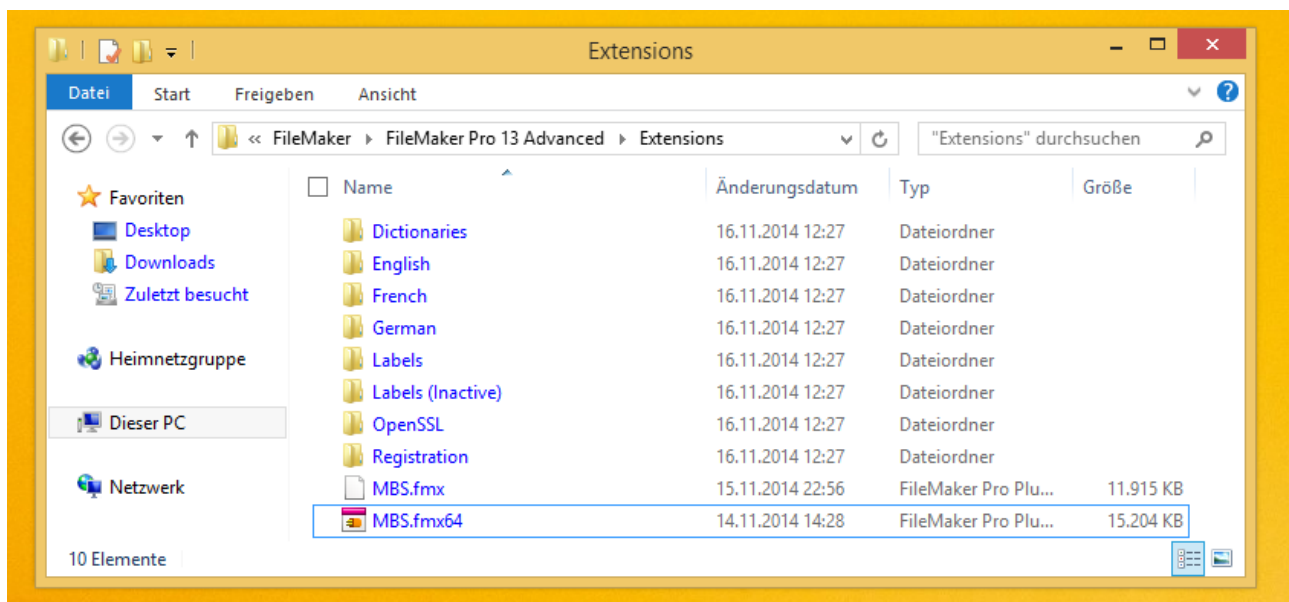 Extensions
Datei Start Freigeben Ansicht
« FileMaker FileMaker Pro 13 Advanced Extensions "Extensions" durchsuchen
Name Änderungsdatum Typ Größe
Favoriten
Desktop Dictionaries 16.11.2014 12:27 Dateiordner
Downloads English 16.11.2014 12:27 Dateiordner
Zuletzt besucht French 16.11.2014 12:27 Dateiordner
German 16.11.2014 12:27 Dateiordner
Heimnetzgruppe Labels 16.11.2014 12:27 Dateiordner
Labels (Inactive) 16.11.2014 12:27 Dateiordner
Dieser PC OpenSSL 16.11.2014 12:27 Dateiordner
Registration 16.11.2014 12:27 Dateiordner
Netzwerk MBS.fmx 15.11.2014 22:56 FileMaker Pro Plu... 11.915 KB
MBS.fmx64 14.11.2014 14:28 FileMaker Pro Plu... 15.204 KB
10 Elemente